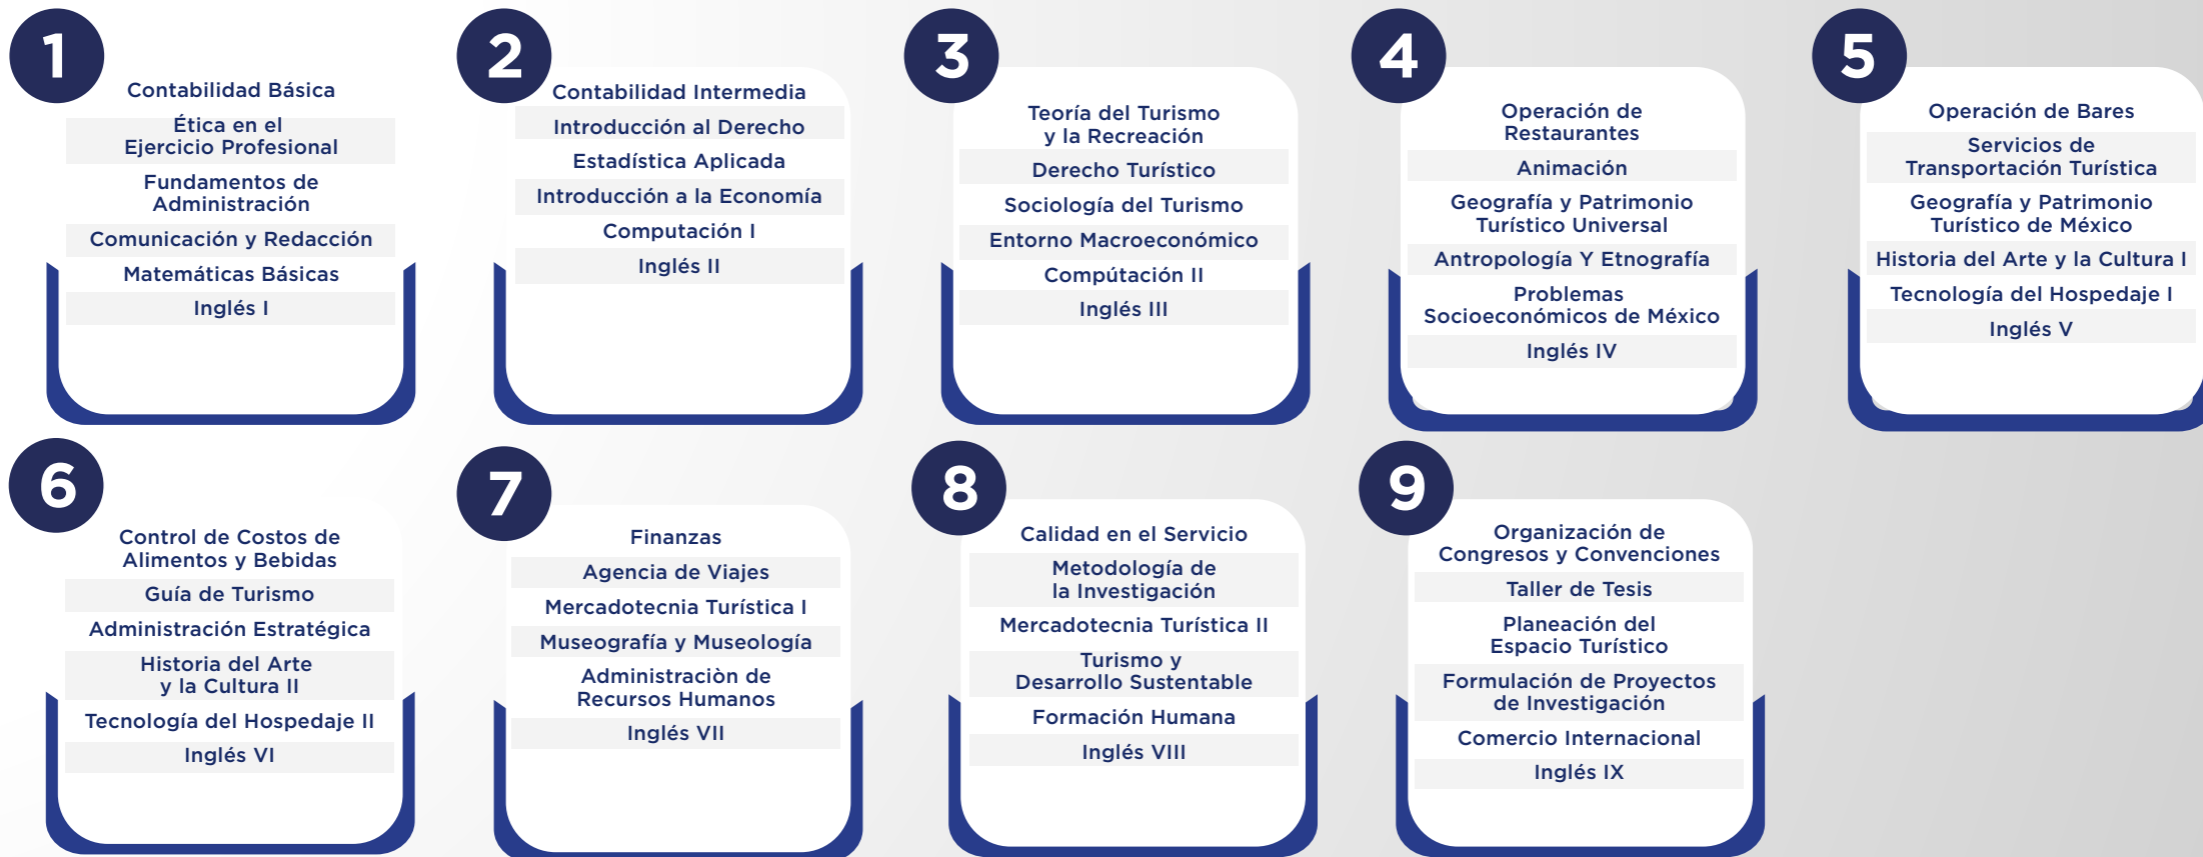 1
Contabilidad Básica
Ética en el
Ejercicio Profesional
Fundamentos de
Administración
Comunicación y Redacción
Matemáticas Básicas
Inglés I
2
Contabilidad Intermedia
Introducción al Derecho
Estadística Aplicada
Introducción a la Economía
Computación I
Inglés II
3
Teoría del Turismo
y la Recreación
Derecho Turístico
Sociología del Turismo
Entorno Macroeconómico
Compútación II
Inglés III
4
Operación de
Restaurantes
Animación
Geografía y Patrimonio
Turístico Universal
Antropología Y Etnografía
Problemas
Socioeconómicos de México
Inglés IV
5
Operación de Bares
Servicios de
Transportación Turística
Geografía y Patrimonio
Turístico de México
Historia del Arte y la Cultura I
Tecnología del Hospedaje I
Inglés V
6
Control de Costos de
Alimentos y Bebidas
Guía de Turismo
Administración Estratégica
Historia del Arte
y la Cultura II
Tecnología del Hospedaje II
Inglés VI
7
Finanzas
Agencia de Viajes
Mercadotecnia Turística I
Museografía y Museología
Administraciòn de
Recursos Humanos
Inglés VII
8
Calidad en el Servicio
Metodología de
la Investigación
Mercadotecnia Turística II
Turismo y
Desarrollo Sustentable
Formación Humana
Inglés VIII
9
Organización de
Congresos y Convenciones
Taller de Tesis
Planeación del
Espacio Turístico
Formulación de Proyectos
de Investigación
Comercio Internacional
Inglés IX